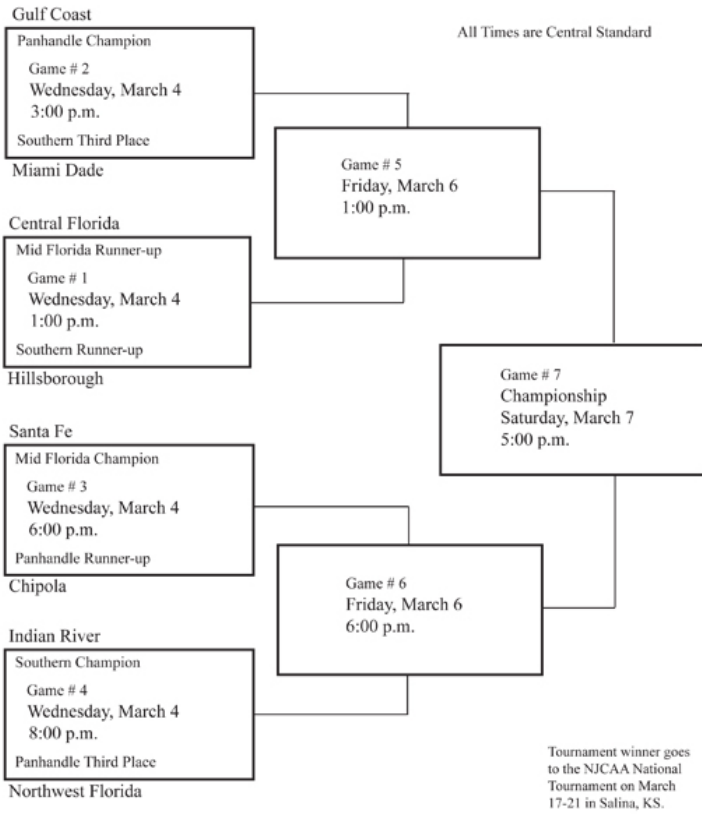 Gulf Coast
All Times are Central Standard
Panhandle Champion
Game # 2
Wednesday, March 4
3:00 p.m.
Southern Third Place
Miami Dade
Game # 5
Friday, March 6
1:00 p.m.
Central Florida
Mid Florida Runner-up
Game # 1
Wednesday, March 4
1:00 p.m.
Southern Runner-up
Hillsborough
Game # 7
Championship
Saturday, March 7
5:00 p.m.
Santa Fe
Mid Florida Champion
Game # 3
Wednesday, March 4
6:00 p.m.
Panhandle Runner-up
Chipola
Game # 6
Friday, March 6
6:00 p.m.
Indian River
Southern Champion
Game # 4
Wednesday, March 4
8:00 p.m.
Panhandle Third Place
Northwest Florida
Tournament winner goes
to the NJCAA National
Tournament on March
17-21 in Salina, KS.